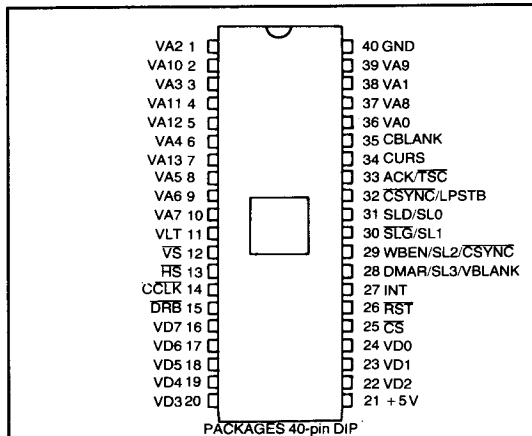 VA2 1 40 GND
VA10 2 39 VA9
VA3 3 38 VA1
VA11 4 37 VA8
VA12 5 36 VA0
VA4 6 35 CBLANK
VA13 7 34 CURS
VA5 8 33 ACK/TSC
VA6 9 32 CSYNC/LPSTB
VA7 10 31 SLD/SL0
VLT 11 30 SLG/SL1
VS 12 29 WBEN/SL2/CSYNC
HS 13 28 DMAR/SL3/VBLANK
CCLK 14 27 INT
DRB 15 26 RST
VD7 16 25 CS
VD6 17 24 VD0
VD5 18 23 VD1
VD4 19 22 VD2
VD3 20 21 +5V
PACKAGES 40-pin DIP